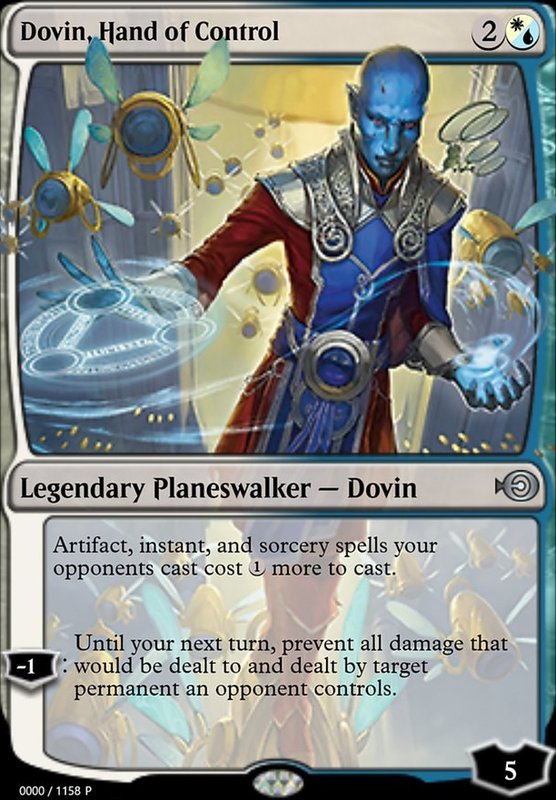 Dovin, Hand of Control 2
Legendary Planeswalker — Dovin
Artifact, instant, and sorcery spells your
opponents cast cost 1 more to cast.
-1: Until your next turn, prevent all damage that
would be dealt to and dealt by target
permanent an opponent controls.
5
0000 / 1158 P